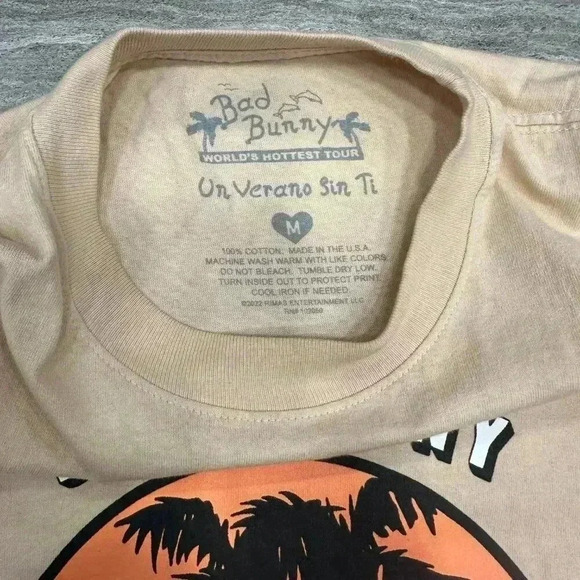 Bad
Bunny
WORLD'S HOTTEST TOUR
Un Verano Sin Ti
M
100% COTTON. MADE IN THE U.S.A.
MACHINE WASH WARM WITH LIKE COLORS
DO NOT BLEACH. TUMBLE DRY LOW.
TURN INSIDE OUT TO PROTECT PRINT.
COOL IRON IF NEEDED.
©2022 RIMAS ENTERTAINMENT LLC